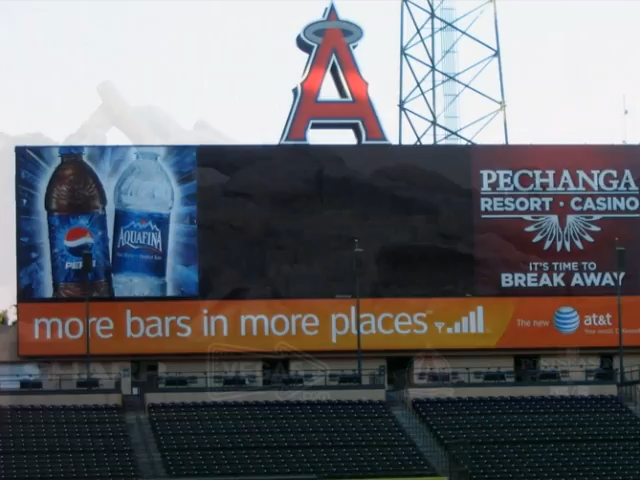 A
PEPSI
AQUAFINA
PECHANGA
RESORT · CASINO
IT'S TIME TO
BREAK AWAY
more bars in more places
The new at&t